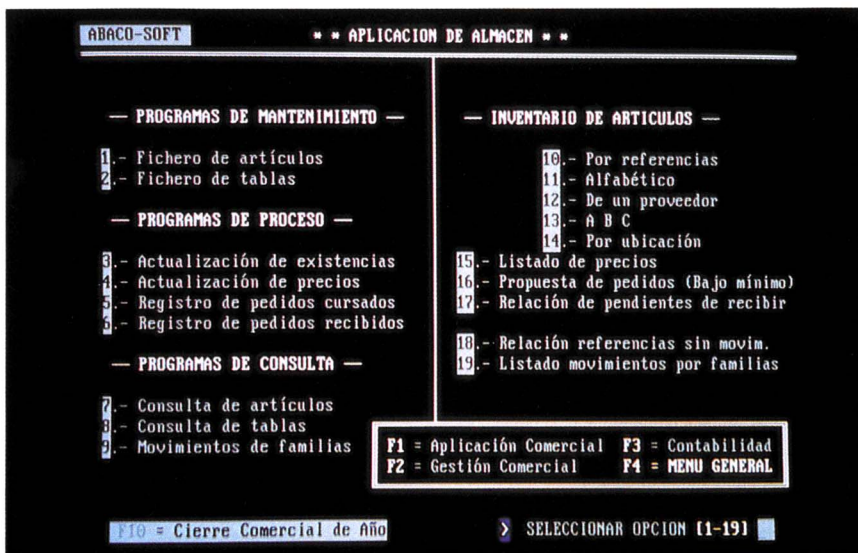 ABACO-SOFT
* * APLICACION DE ALMACEN * *
— PROGRAMAS DE MANTENIMIENTO —
1.- Fichero de artículos
2.- Fichero de tablas
— PROGRAMAS DE PROCESO —
3.- Actualización de existencias
4.- Actualización de precios
5.- Registro de pedidos cursados
6.- Registro de pedidos recibidos
— PROGRAMAS DE CONSULTA —
7.- Consulta de artículos
8.- Consulta de tablas
9.- Movimientos de familias
— INVENTARIO DE ARTICULOS —
10.- Por referencias
11.- Alfabético
12.- De un proveedor
13.- A B C
14.- Por ubicación
15.- Listado de precios
16.- Propuesta de pedidos (Bajo mínimo)
17.- Relación de pendientes de recibir
18.- Relación referencias sin movim.
19.- Listado movimientos por familias
F1 = Aplicación Comercial F3 = Contabilidad
F2 = Gestión Comercial F4 = MENU GENERAL
F10 = Cierre Comercial de Año
> SELECCIONAR OPCION [1-19]